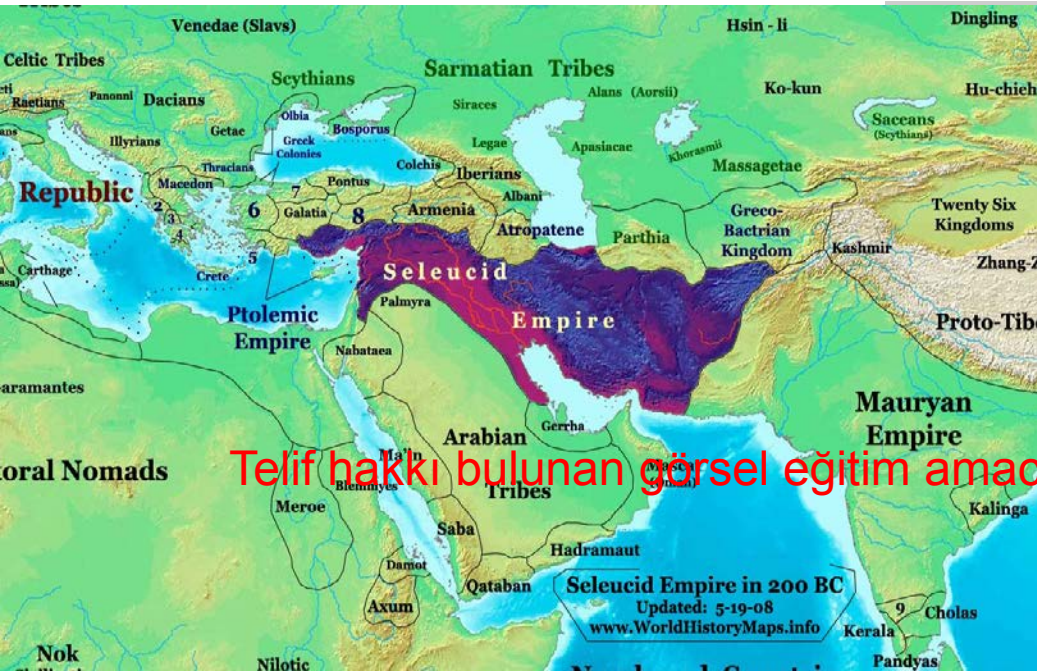 Venedae (Slavs)
Hsin - li
Dingling
Celtic Tribes
Scythians
Sarmatian Tribes
Alans (Aorsii)
Ko-kun
Hu-chieh
Raetians
Panonni
Dacians
Siraces
Olbia
Saceans
(Scythians)
Illyrians
Getae
Greek
Colonies
Bosporus
Legae
Apasiacae
Khorasmii
Massagetae
Thracians
Colchis
Iberians
Republic
Macedon
7
Pontus
Albani
2
3
4
6
Galatia
8
Armenia
Atropatene
Parthia
Greco-
Bactrian
Kingdom
Twenty Six
Kingdoms
Kashmir
Zhang-Z
Carthage
Crete
5
Seleucid
Empire
Palmyra
Ptolemic
Empire
Proto-Tib
Nabataea
aramantes
Mauryan
Empire
Gerrha
Arabian
Tribes
oral Nomads
Ma'in
Telif hakkı bulunan görsel eğitim amac
Blemmyes
Meroe
Kalinga
Saba
Hadramaut
Damot
Qataban
Axum
Seleucid Empire in 200 BC
Updated: 5-19-08
www.WorldHistoryMaps.info
9
Cholas
Kerala
Pandyas
Nok
Nilotic